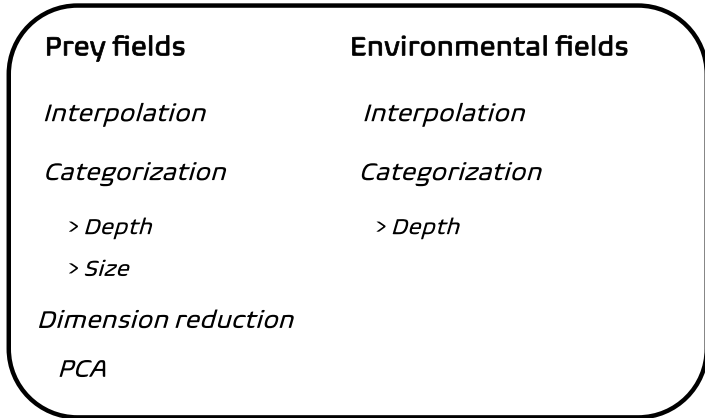 Prey fields
Interpolation
Categorization
> Depth
> Size
Dimension reduction
PCA
Environmental fields
Interpolation
Categorization
> Depth